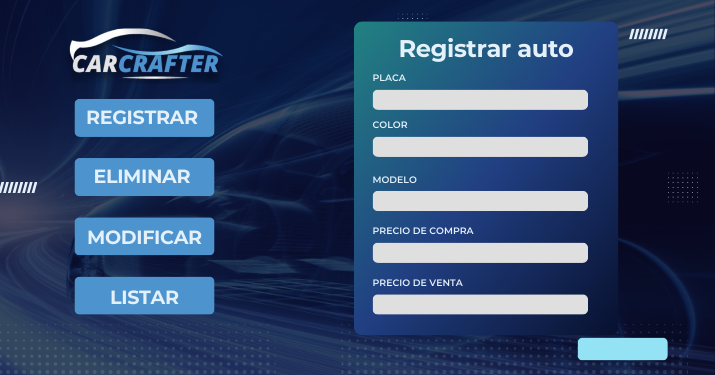 CARCRAFTER
REGISTRAR
ELIMINAR
MODIFICAR
LISTAR
Registrar auto
PLACA
COLOR
MODELO
PRECIO DE COMPRA
PRECIO DE VENTA